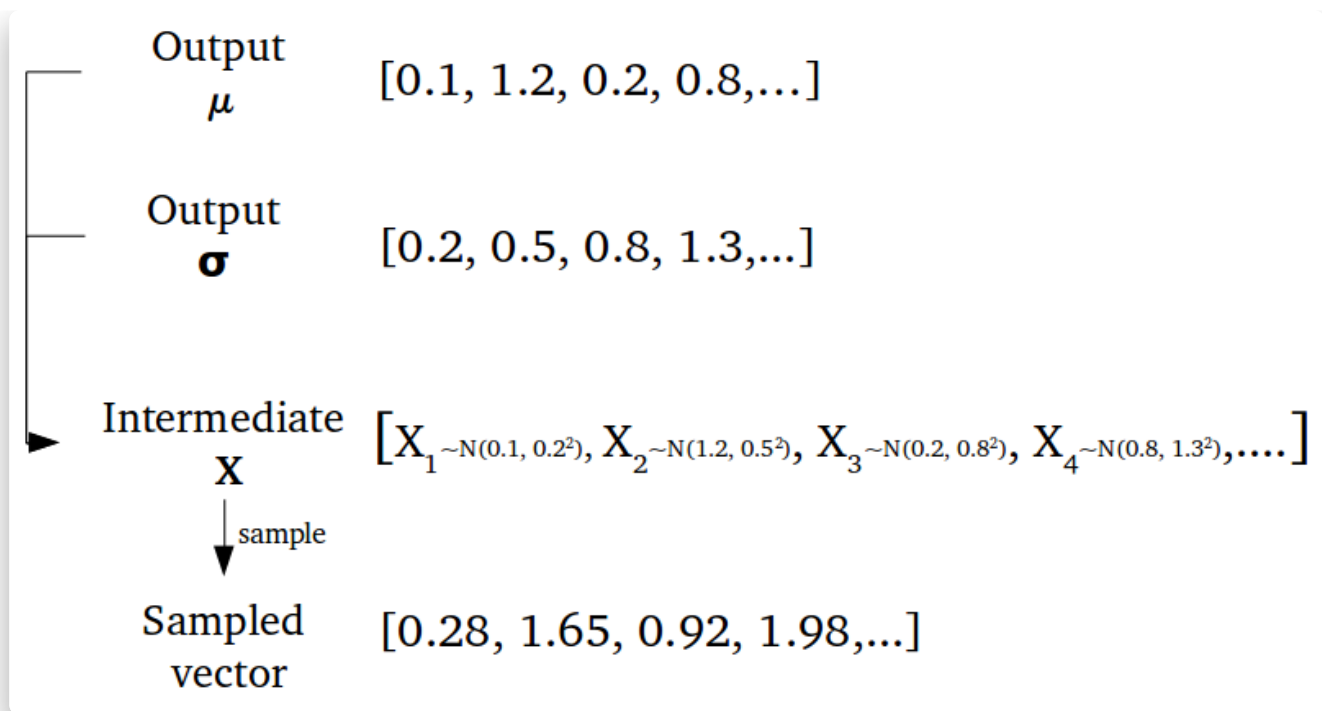 Output
μ
[0.1, 1.2, 0.2, 0.8,...]
Output
σ
[0.2, 0.5, 0.8, 1.3,...]
Intermediate
X
[X₁~N(0.1, 0.2²), X₂~N(1.2, 0.5²), X₃~N(0.2, 0.8²), X₄~N(0.8, 1.3²),....]
sample
Sampled
vector
[0.28, 1.65, 0.92, 1.98,...]